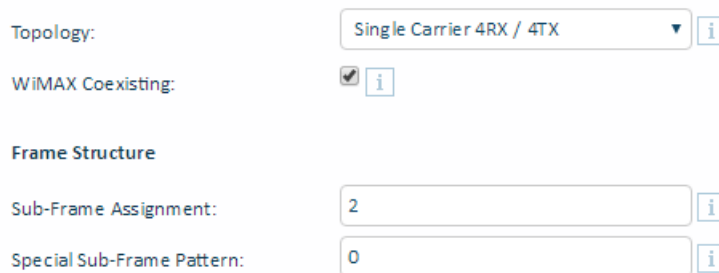 Topology: Single Carrier 4RX / 4TX i
WiMAX Coexisting: i
Frame Structure
Sub-Frame Assignment: 2 i
Special Sub-Frame Pattern: 0 i